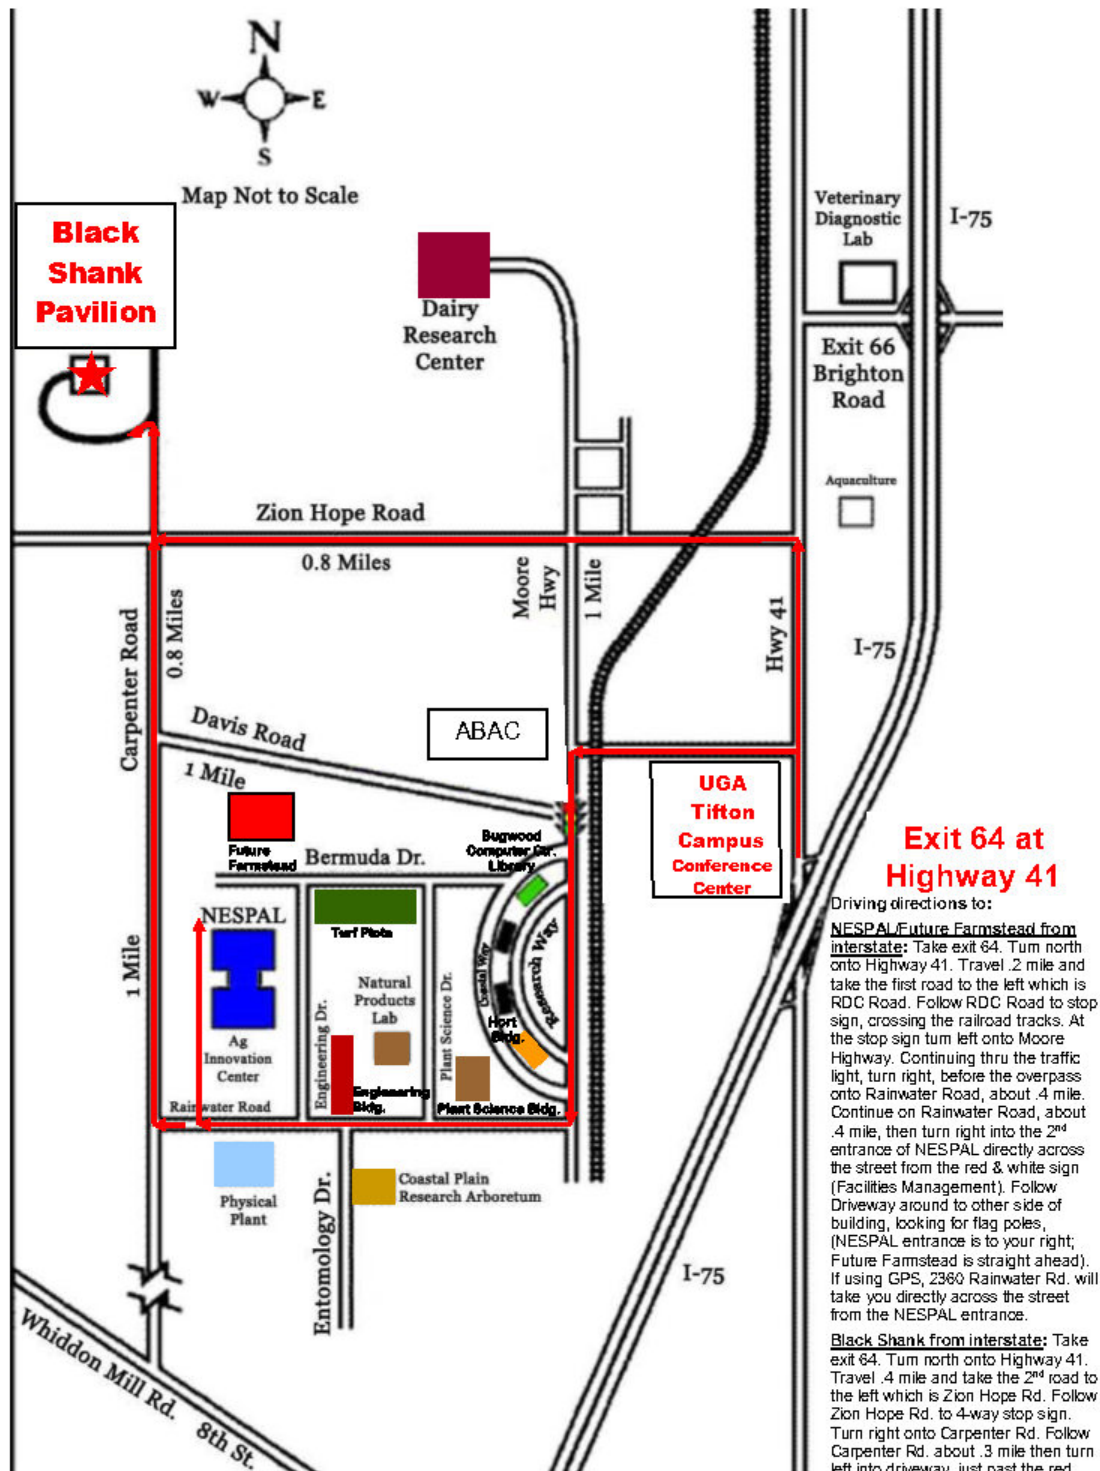 N
W E
S
Map Not to Scale
Black
Shank
Pavilion
Dairy
Research
Center
Veterinary
Diagnostic
Lab
I-75
Exit 66
Brighton
Road
Aquaculture
Zion Hope Road
0.8 Miles
Moore
Hwy
1 Mile
Hwy 41
I-75
Carpenter Road
0.8 Miles
Davis Road
1 Mile
ABAC
UGA
Tifton
Campus
Conference
Center
Exit 64 at
Highway 41
Future
Farmstead
Bermuda Dr.
Bugwood
Computer Ctr.
Library
NESPAL
Turf Plots
1 Mile
Ag
Innovation
Center
Engineering Dr.
Natural
Products
Lab
Plant Science Dr.
Coastal Way
Research Way
Hort
Bldg.
Engineering
Bldg.
Plant Science Bldg.
Rainwater Road
Physical
Plant
Entomology Dr.
Coastal Plain
Research Arboretum
I-75
Whiddon Mill Rd.
8th St.
Driving directions to:
NESPAL/Future Farmstead from
interstate: Take exit 64. Turn north
onto Highway 41. Travel .2 mile and
take the first road to the left which is
RDC Road. Follow RDC Road to stop
sign, crossing the railroad tracks. At
the stop sign turn left onto Moore
Highway. Continuing thru the traffic
light, turn right, before the overpass
onto Rainwater Road, about .4 mile.
Continue on Rainwater Road, about
.4 mile, then turn right into the 2nd
entrance of NESPAL directly across
the street from the red & white sign
(Facilities Management). Follow
Driveway around to other side of
building, looking for flag poles,
(NESPAL entrance is to your right;
Future Farmstead is straight ahead).
If using GPS, 2360 Rainwater Rd. will
take you directly across the street
from the NESPAL entrance.
Black Shank from interstate: Take
exit 64. Turn north onto Highway 41.
Travel .4 mile and take the 2nd road to
the left which is Zion Hope Rd. Follow
Zion Hope Rd. to 4-way stop sign.
Turn right onto Carpenter Rd. Follow
Carpenter Rd. about .3 mile then turn
left into driveway, just past the red